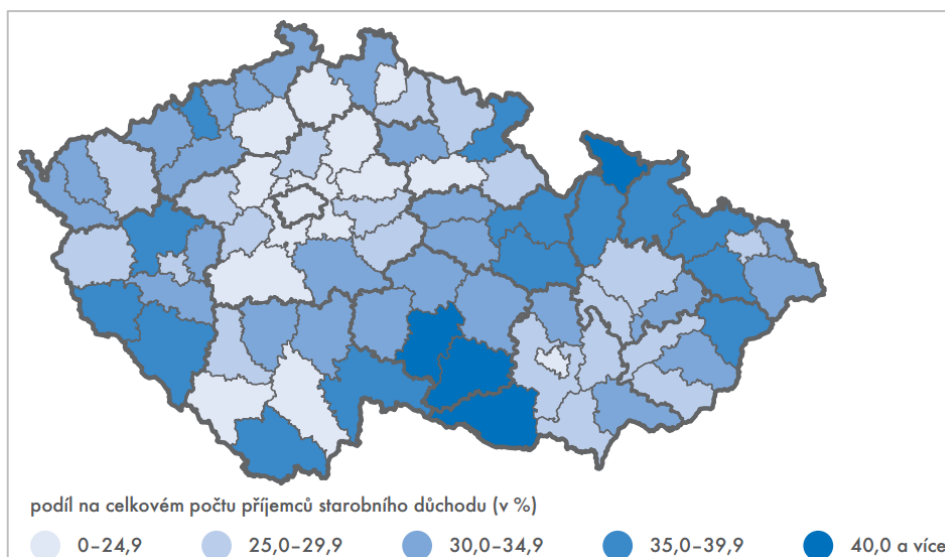 podíl na celkovém počtu příjemců starobního důchodu (v %)
0–24,9 25,0–29,9 30,0–34,9 35,0–39,9 40,0 a více